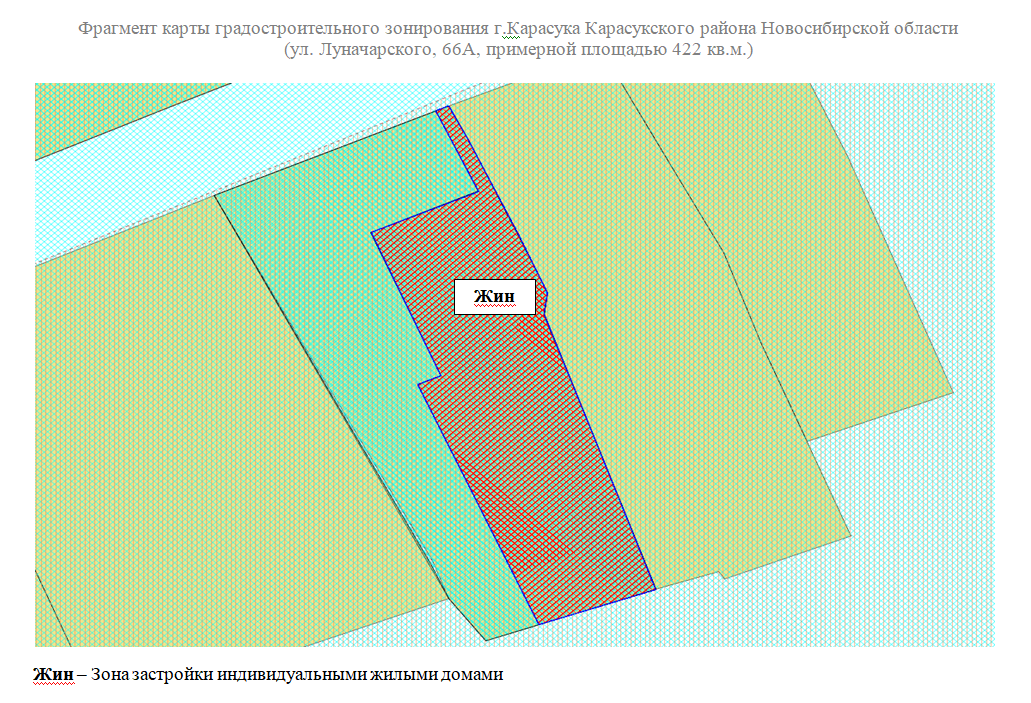 Фрагмент карты градостроительного зонирования г.Карасука Карасукского района Новосибирской области
(ул. Луначарского, 66А, примерной площадью 422 кв.м.)
Жин
Жин – Зона застройки индивидуальными жилыми домами